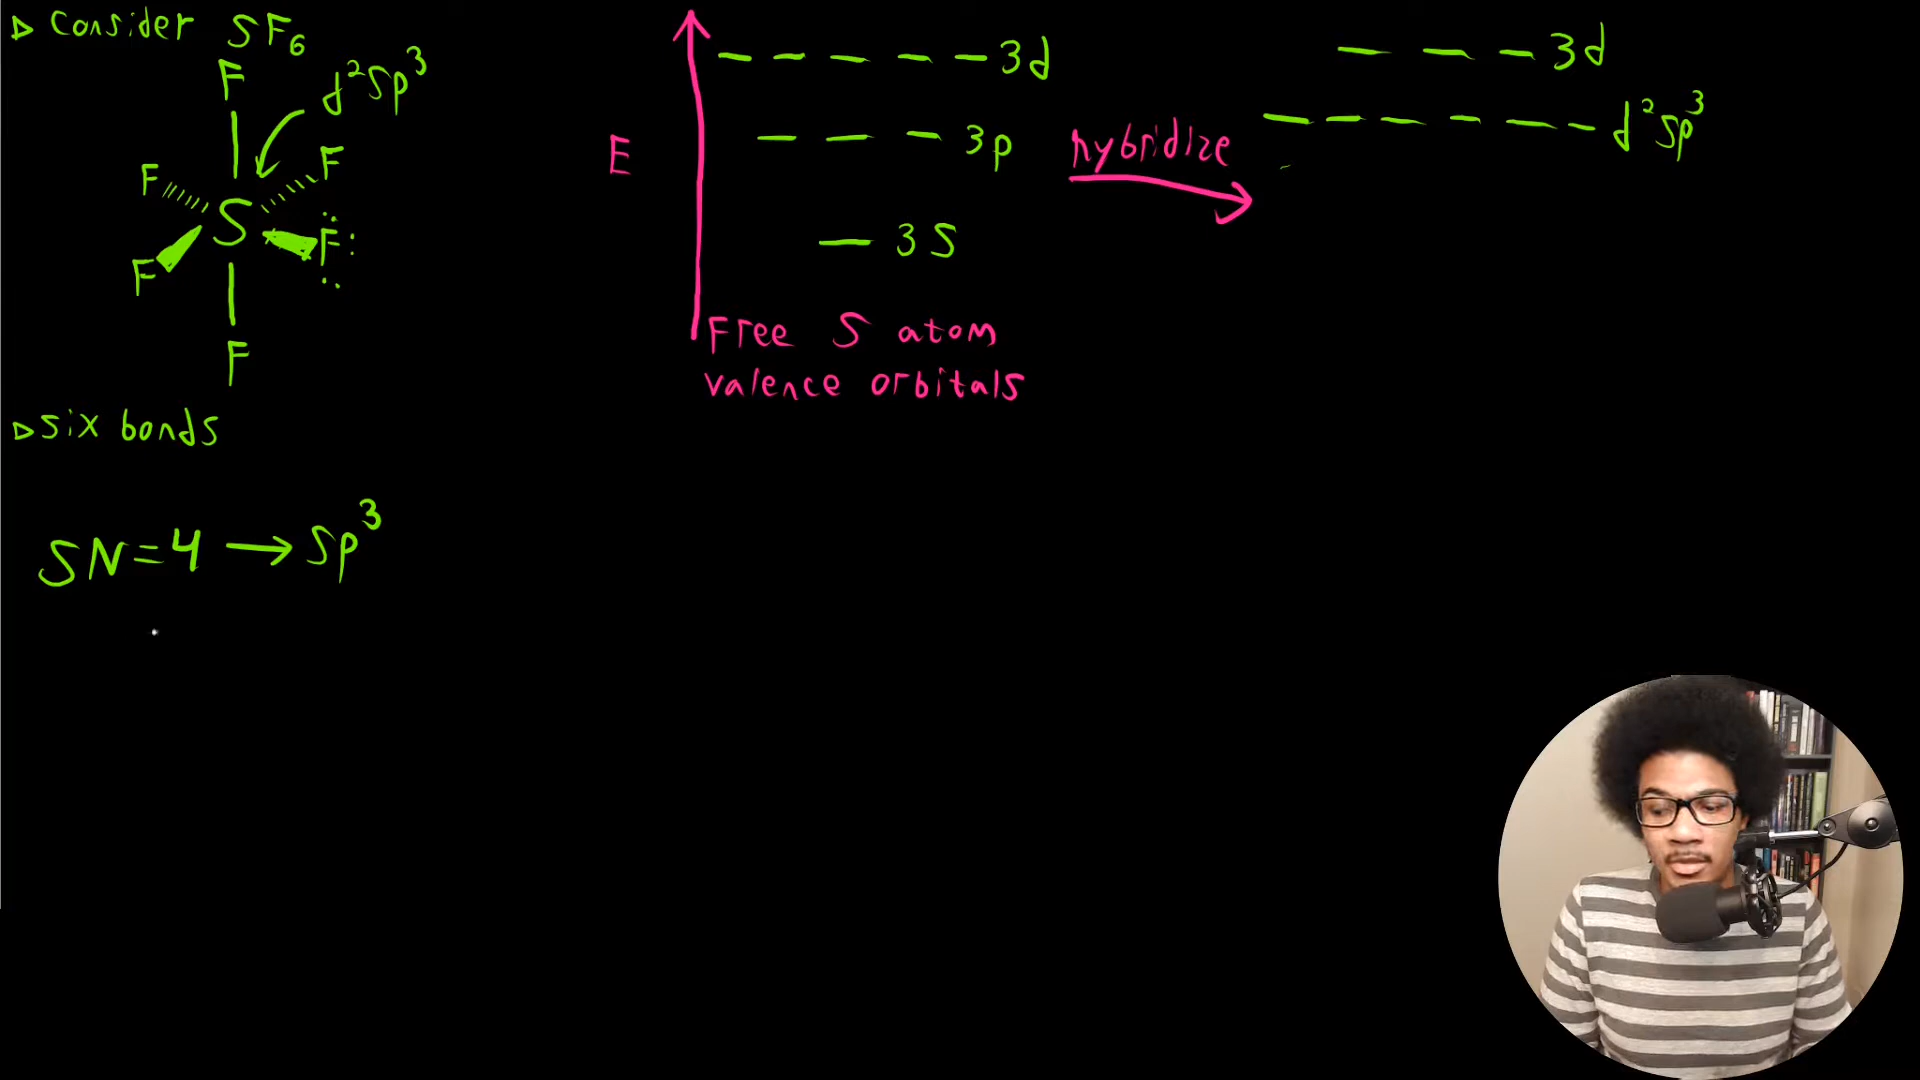 ▷ Consider SF₆
F
d²sp³
F F
S
F F
F
▷ six bonds
SN=4 → sp³
E
3d
3p
3s
Free S atom
valence orbitals
hybridize
3d
d²sp³